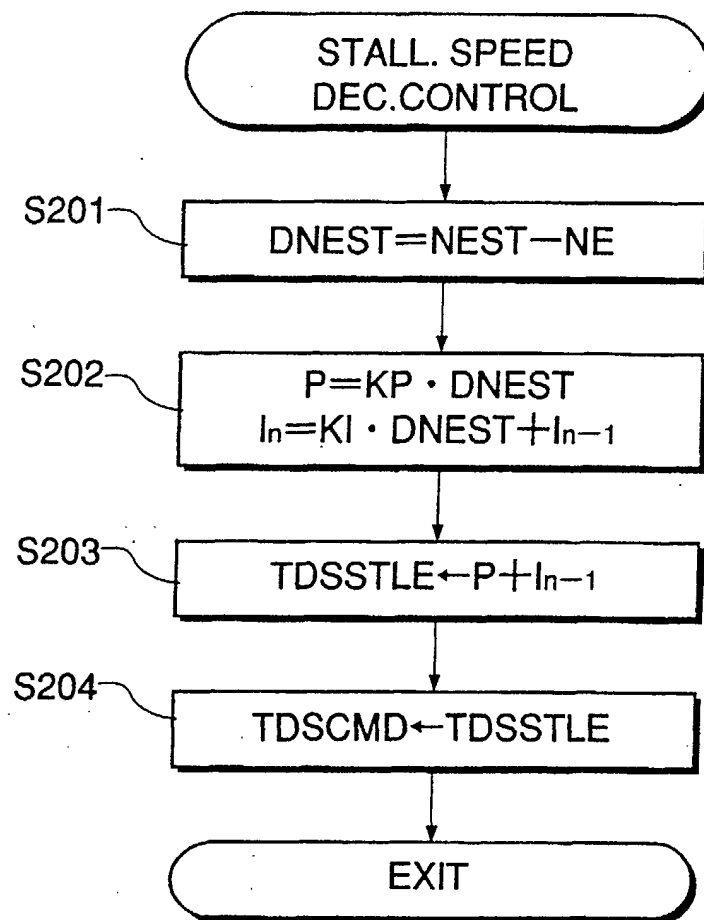 STALL. SPEED
DEC.CONTROL
S201
DNEST=NEST−NE
S202
P=KP・DNEST
In=KI・DNEST+In−1
S203
TDSSTLE←P+In−1
S204
TDSCMD←TDSSTLE
EXIT